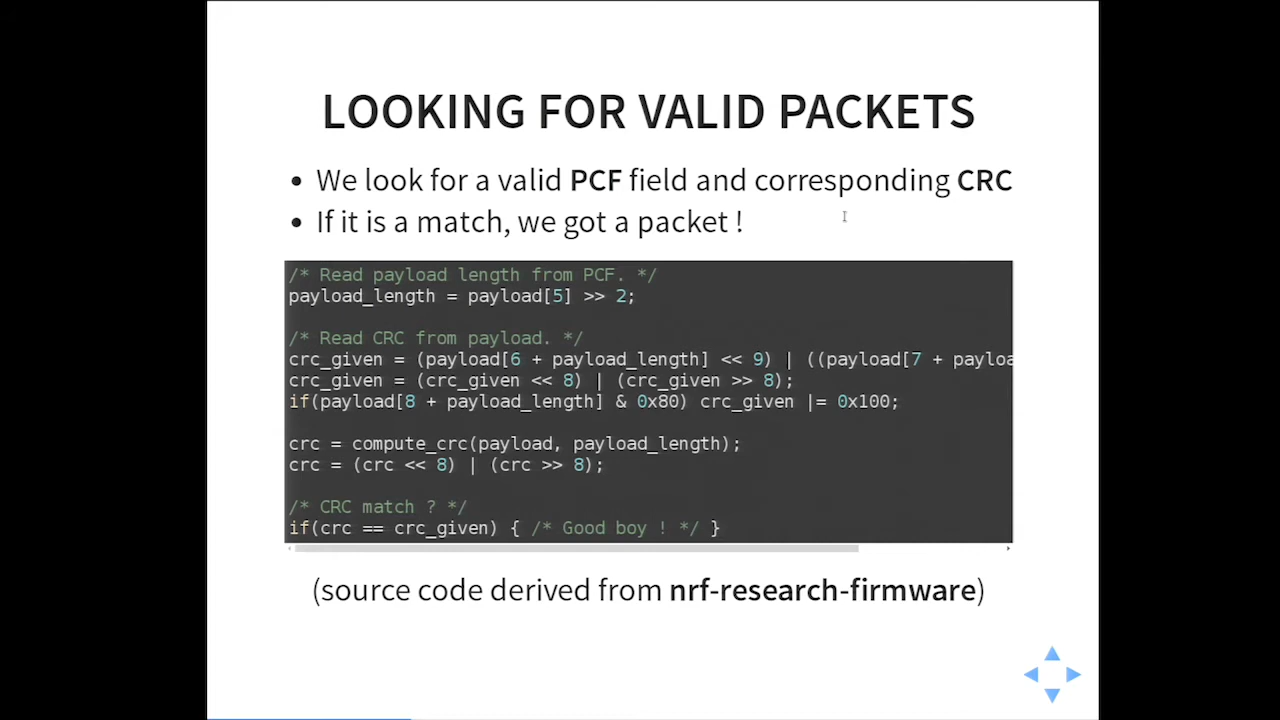 LOOKING FOR VALID PACKETS
• We look for a valid PCF field and corresponding CRC
• If it is a match, we got a packet !
/* Read payload length from PCF. */
payload_length = payload[5] >> 2;
/* Read CRC from payload. */
crc_given = (payload[6 + payload_length] << 9) | ((payload[7 + payloa
crc_given = (crc_given << 8) | (crc_given >> 8);
if(payload[8 + payload_length] & 0x80) crc_given |= 0x100;
crc = compute_crc(payload, payload_length);
crc = (crc << 8) | (crc >> 8);
/* CRC match ? */
if(crc == crc_given) { /* Good boy ! */ }
(source code derived from nrf-research-firmware)